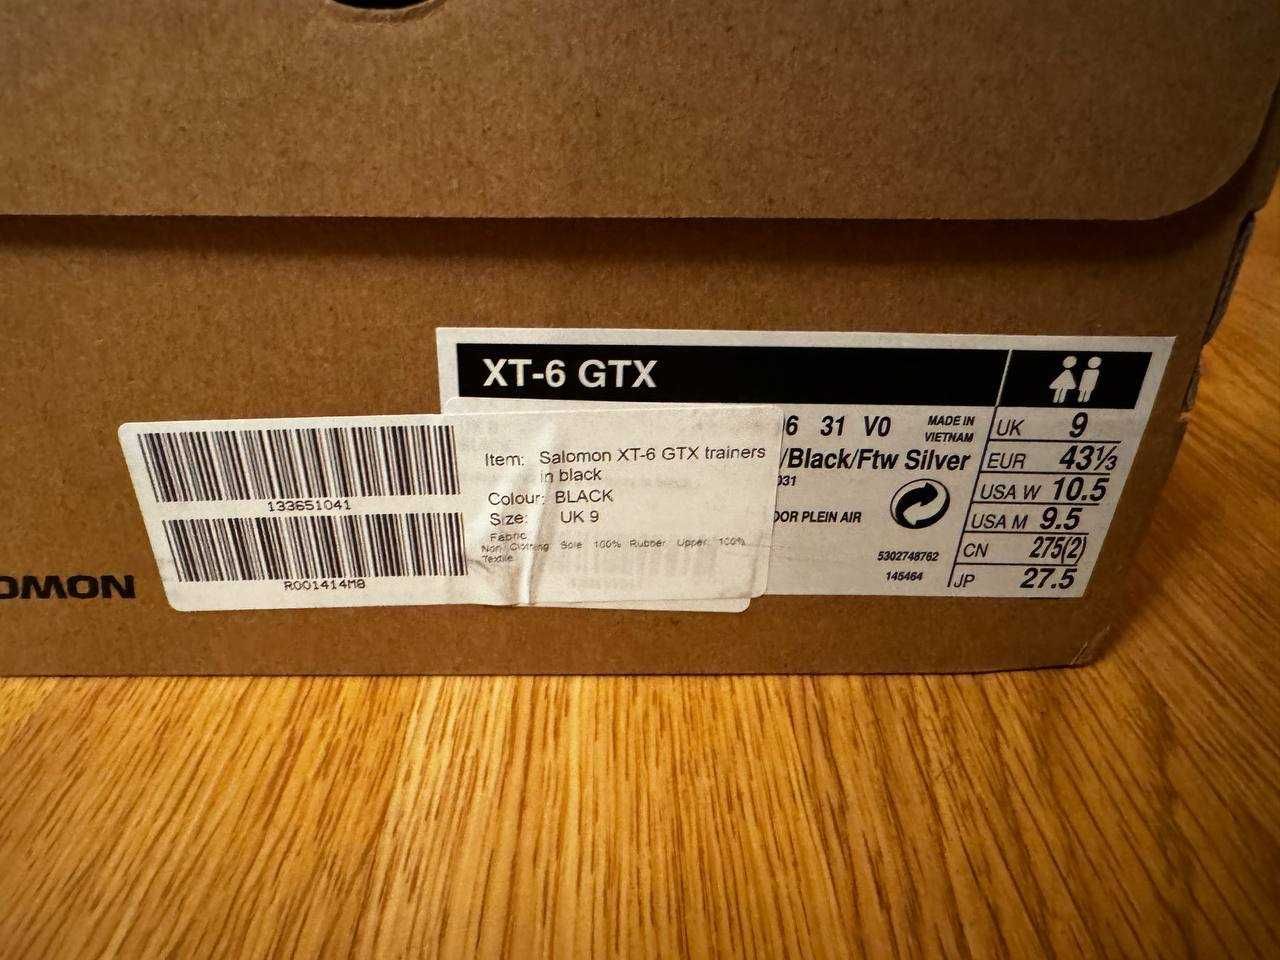 XT-6 GTX
6 31 V0
MADE IN
VIETNAM
/Black/Ftw Silver
031
OOR PLEIN AIR
5302748762
145464
UK 9
EUR 43⅓
USA W 10.5
USA M 9.5
CN 275(2)
JP 27.5
133651041
R001414M8
Item: Salomon XT-6 GTX trainers
in black
Colour: BLACK
Size: UK 9
Fabric
Non Clothing Sole 100% Rubber Upper: 100%
Textile
OMON